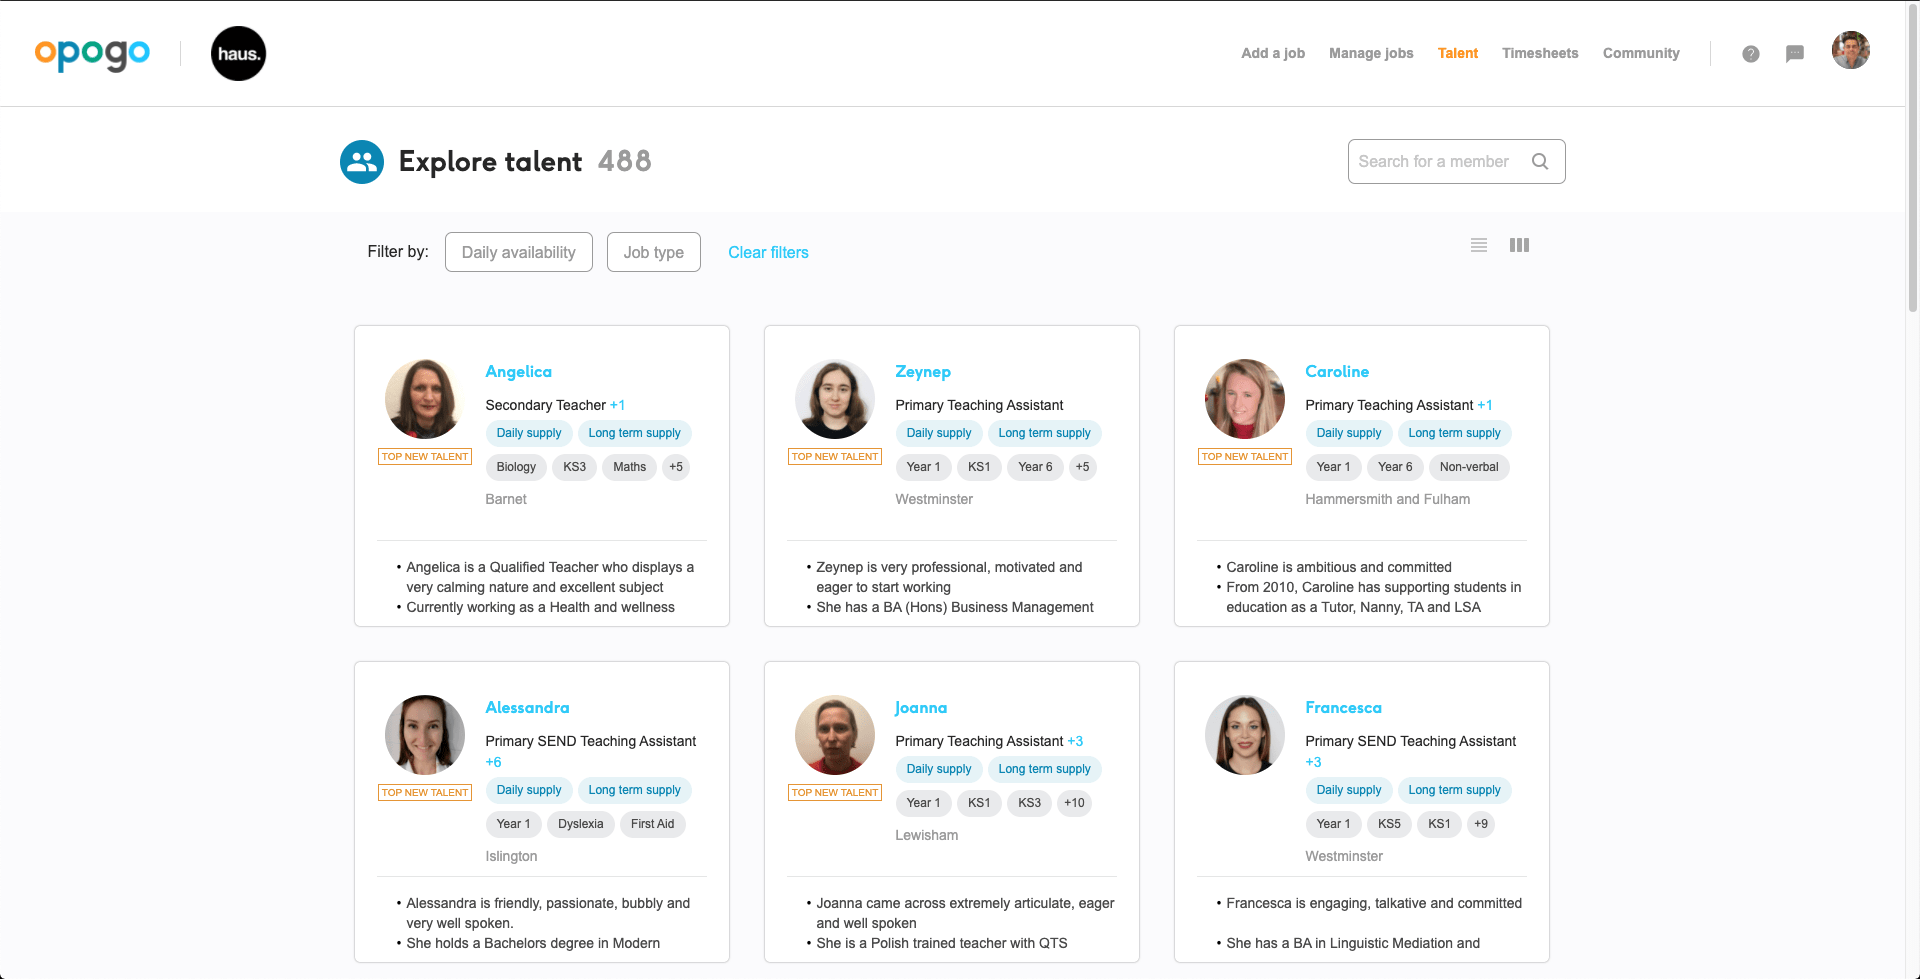 opogo
haus.
Add a job Manage jobs Talent Timesheets Community
Explore talent 488
Search for a member
Filter by: Daily availability Job type Clear filters
Angelica
Secondary Teacher +1
Daily supply Long term supply
TOP NEW TALENT
Biology KS3 Maths +5
Barnet
• Angelica is a Qualified Teacher who displays a
very calming nature and excellent subject
• Currently working as a Health and wellness
Zeynep
Primary Teaching Assistant
Daily supply Long term supply
TOP NEW TALENT
Year 1 KS1 Year 6 +5
Westminster
• Zeynep is very professional, motivated and
eager to start working
• She has a BA (Hons) Business Management
Caroline
Primary Teaching Assistant +1
Daily supply Long term supply
TOP NEW TALENT
Year 1 Year 6 Non-verbal
Hammersmith and Fulham
• Caroline is ambitious and committed
• From 2010, Caroline has supporting students in
education as a Tutor, Nanny, TA and LSA
Alessandra
Primary SEND Teaching Assistant
+6
Daily supply Long term supply
TOP NEW TALENT
Year 1 Dyslexia First Aid
Islington
• Alessandra is friendly, passionate, bubbly and
very well spoken.
• She holds a Bachelors degree in Modern
Joanna
Primary Teaching Assistant +3
Daily supply Long term supply
TOP NEW TALENT
Year 1 KS1 KS3 +10
Lewisham
• Joanna came across extremely articulate, eager
and well spoken
• She is a Polish trained teacher with QTS
Francesca
Primary SEND Teaching Assistant
+3
Daily supply Long term supply
Year 1 KS5 KS1 +9
Westminster
• Francesca is engaging, talkative and committed
• She has a BA in Linguistic Mediation and